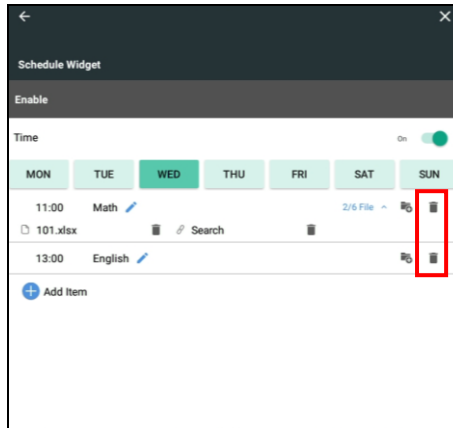 Schedule Widget
Enable
Time On
MON TUE WED THU FRI SAT SUN
11:00 Math 2/6 File
101.xlsx Search
13:00 English
Add Item